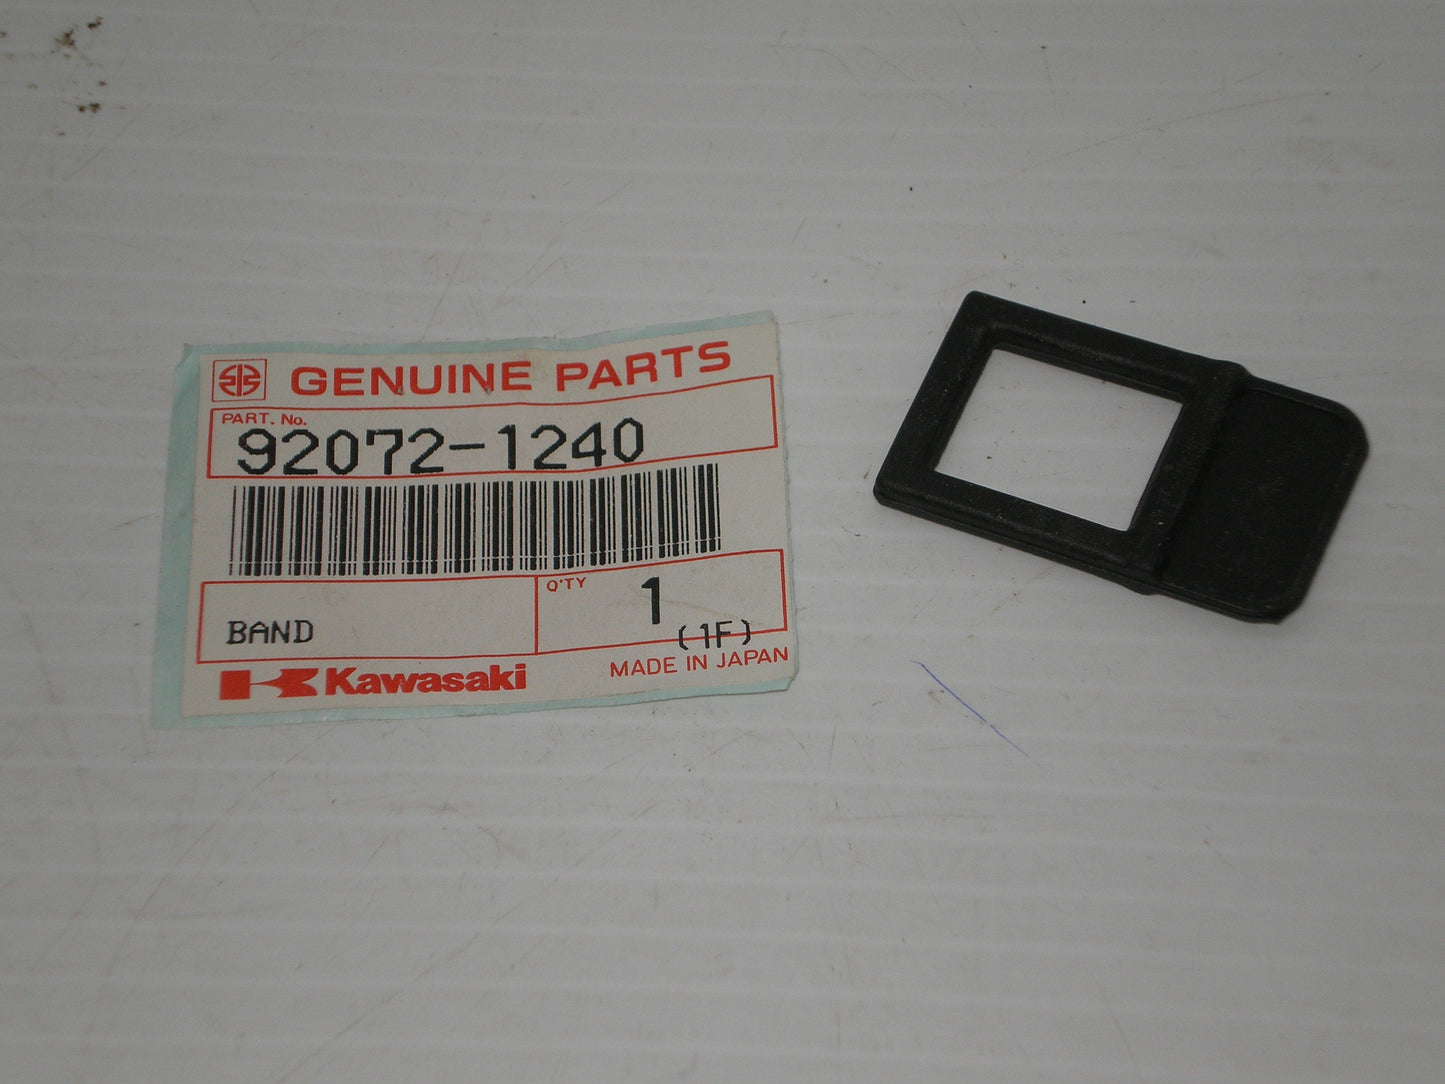 GENUINE PARTS
PART. No.
92072-1240
BAND
Q'TY
1
(1F)
Kawasaki
MADE IN JAPAN